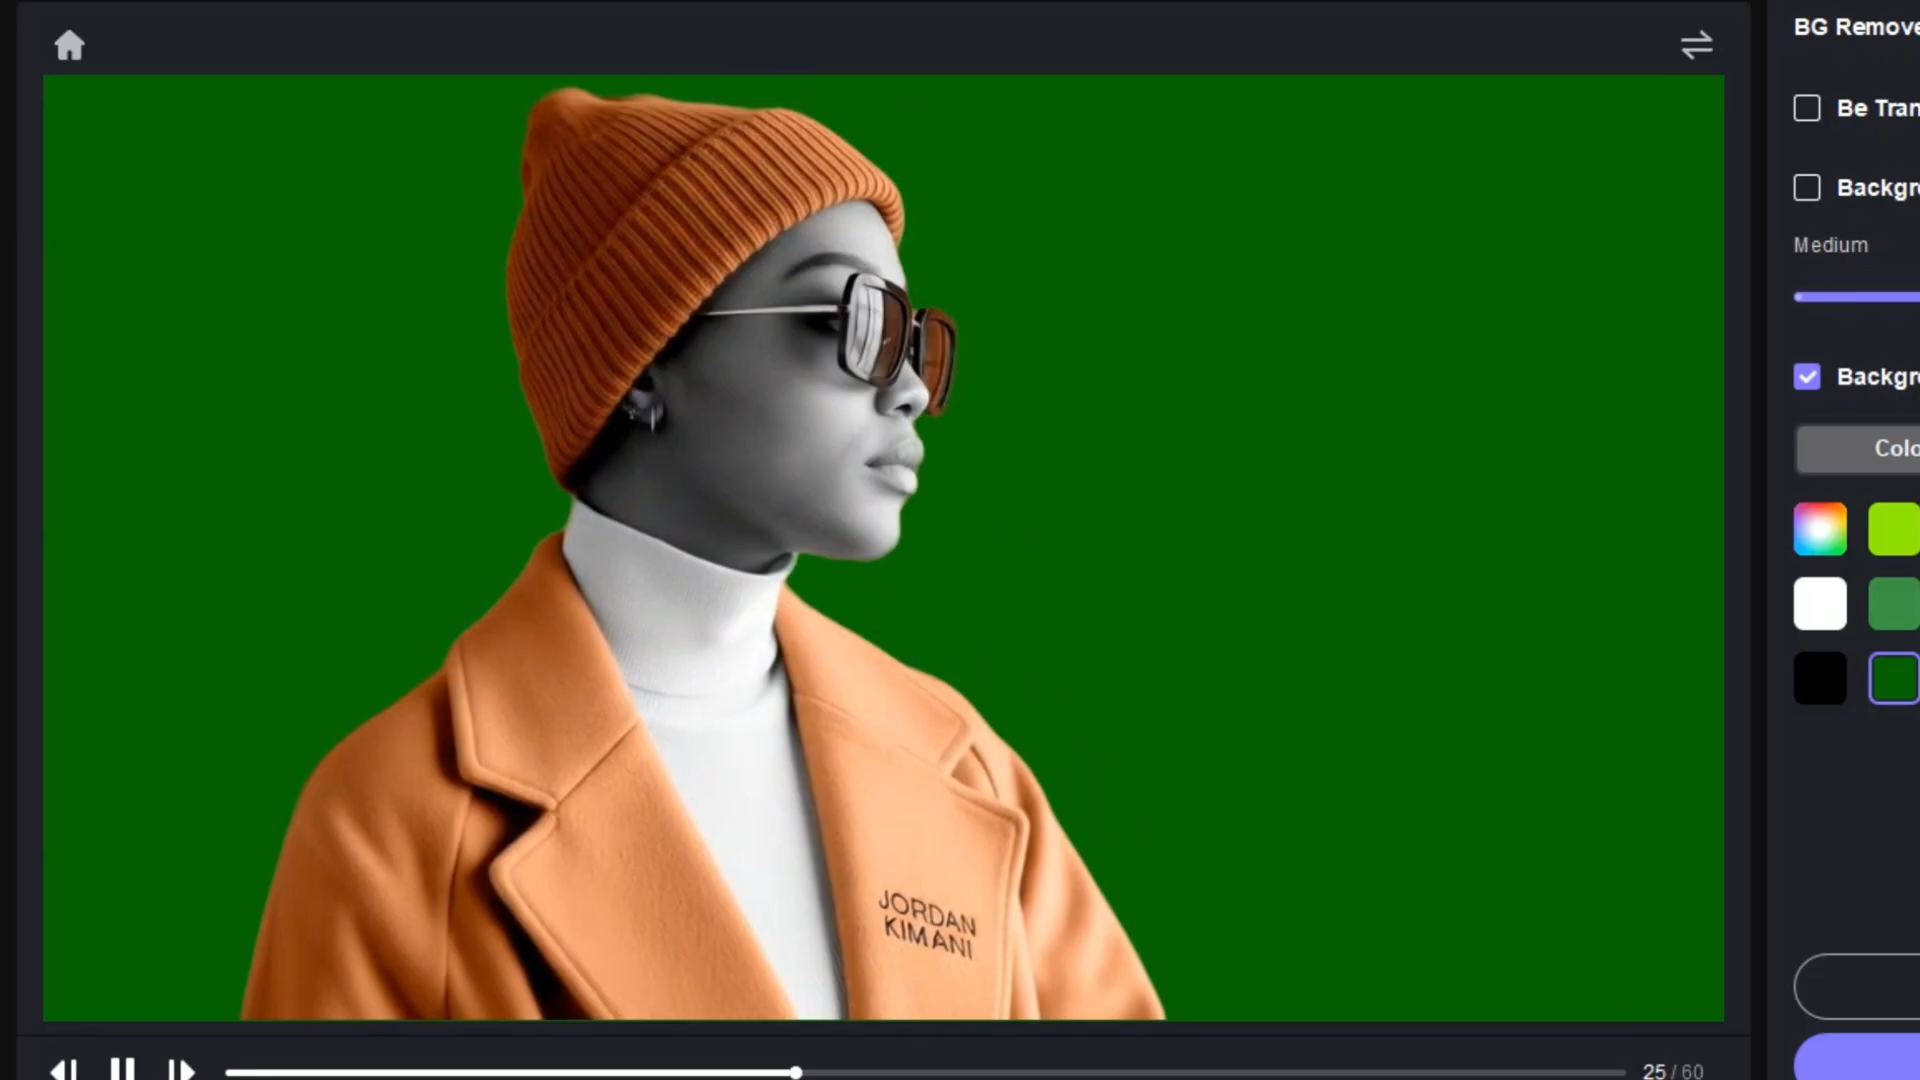 BG Remove
Be Tran
Backgr
Medium
Backgr
Colo
JORDAN
KIMANI
25 / 60